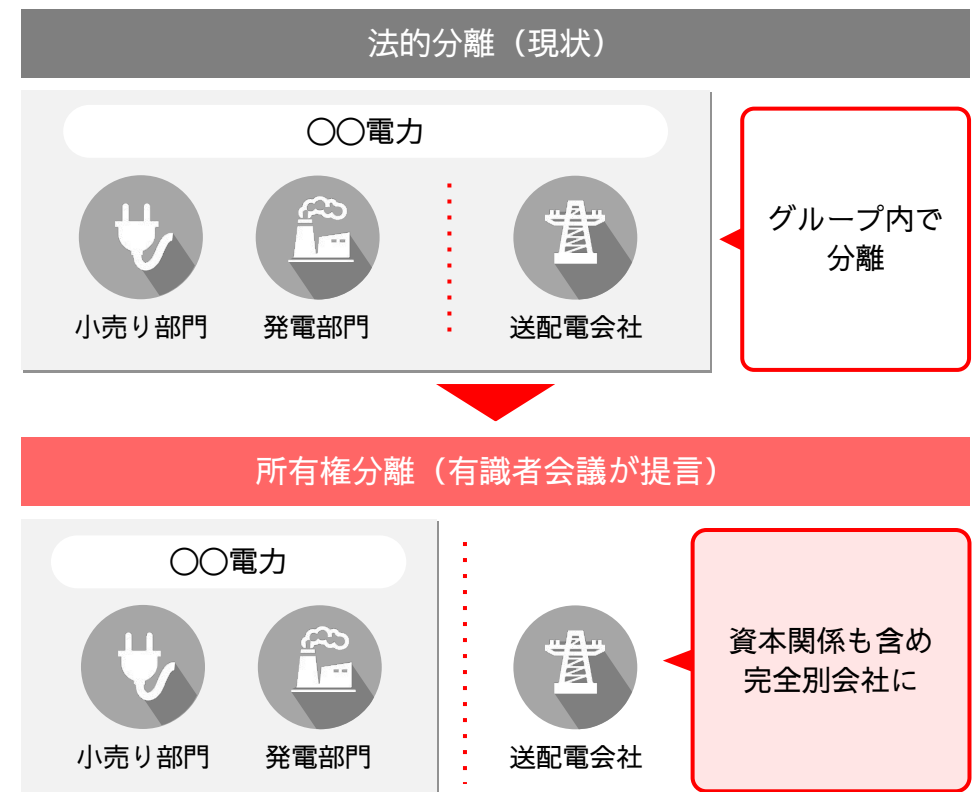 法的分離（現状）
〇〇電力
小売り部門
発電部門
送配電会社
グループ内で
分離
所有権分離（有識者会議が提言）
〇〇電力
小売り部門
発電部門
送配電会社
資本関係も含め
完全別会社に